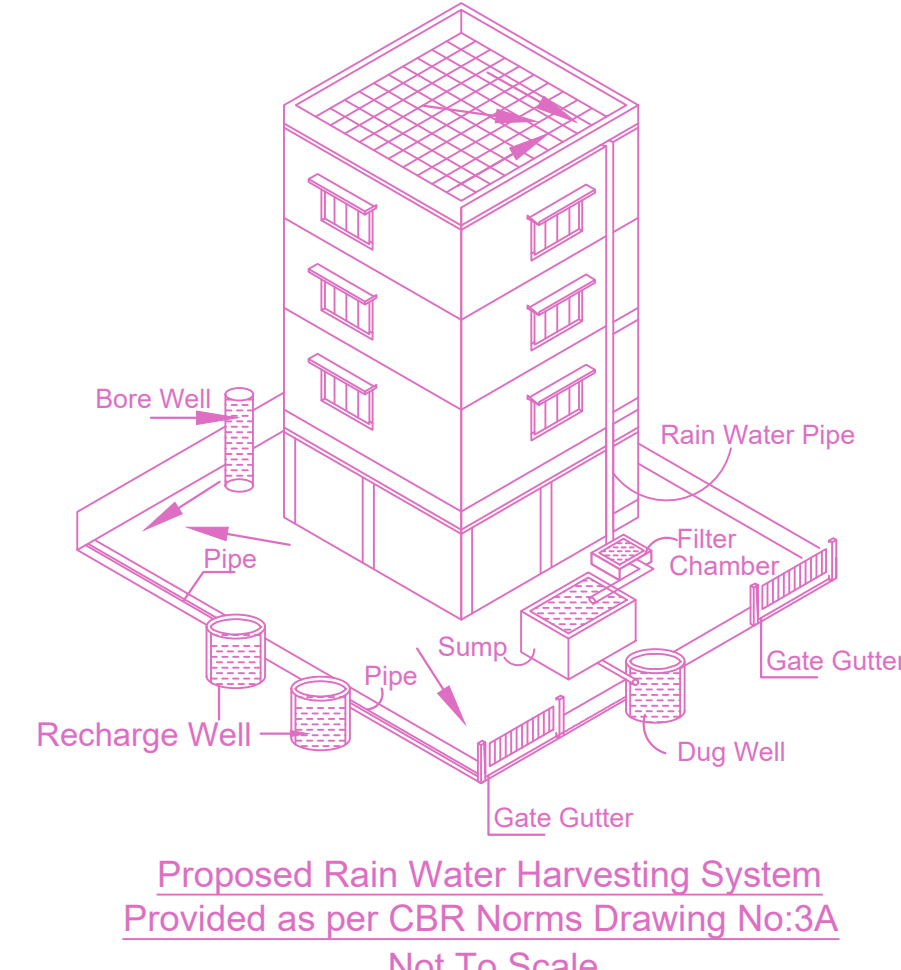 Bore Well
Rain Water Pipe
Filter
Chamber
Pipe
Sump
Gate Gutter
Pipe
Recharge Well
Dug Well
Gate Gutter
Proposed Rain Water Harvesting System
Provided as per CBR Norms Drawing No:3A
Not To Scale